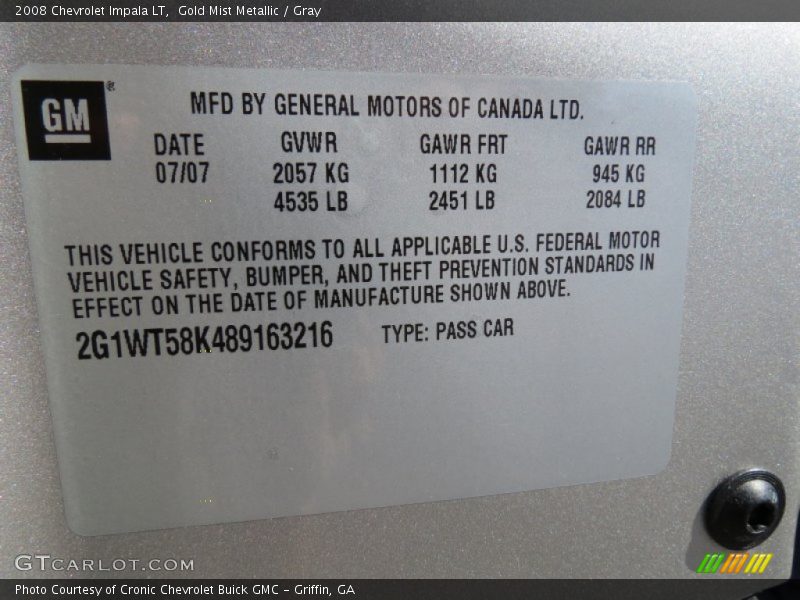 2008 Chevrolet Impala LT, Gold Mist Metallic / Gray
GM®
MFD BY GENERAL MOTORS OF CANADA LTD.
DATE GVWR GAWR FRT GAWR RR
07/07 2057 KG 1112 KG 945 KG
4535 LB 2451 LB 2084 LB
THIS VEHICLE CONFORMS TO ALL APPLICABLE U.S. FEDERAL MOTOR
VEHICLE SAFETY, BUMPER, AND THEFT PREVENTION STANDARDS IN
EFFECT ON THE DATE OF MANUFACTURE SHOWN ABOVE.
2G1WT58K489163216 TYPE: PASS CAR
GTCARLOT.COM
Photo Courtesy of Cronic Chevrolet Buick GMC - Griffin, GA